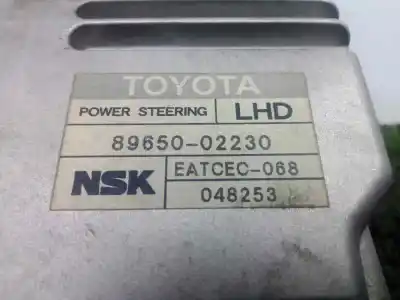 TOYOTA
POWER STEERING LHD
89650-02230
NSK EATCEC-068
048253